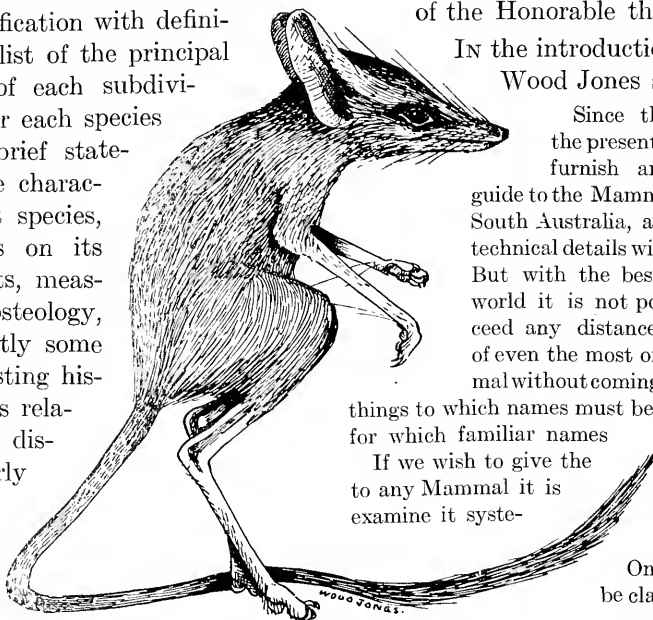 fication with defini-
list of the principal
of each subdivi-
r each species
brief state-
e charac-
t species,
s on its
ts, meas-
osteology,
tly some
sting his-
s rela-
dis-
rly
of the Honorable th
IN the introductio
Wood Jones s
Since th
the present
furnish an
guide to the Mamm
South Australia, a
technical details wi
But with the bes
world it is not po
ceed any distance
of even the most or
mal without coming
things to which names must be
for which familiar names
If we wish to give the
to any Mammal it is
examine it syste-
On
be cla
WOOD JONES.